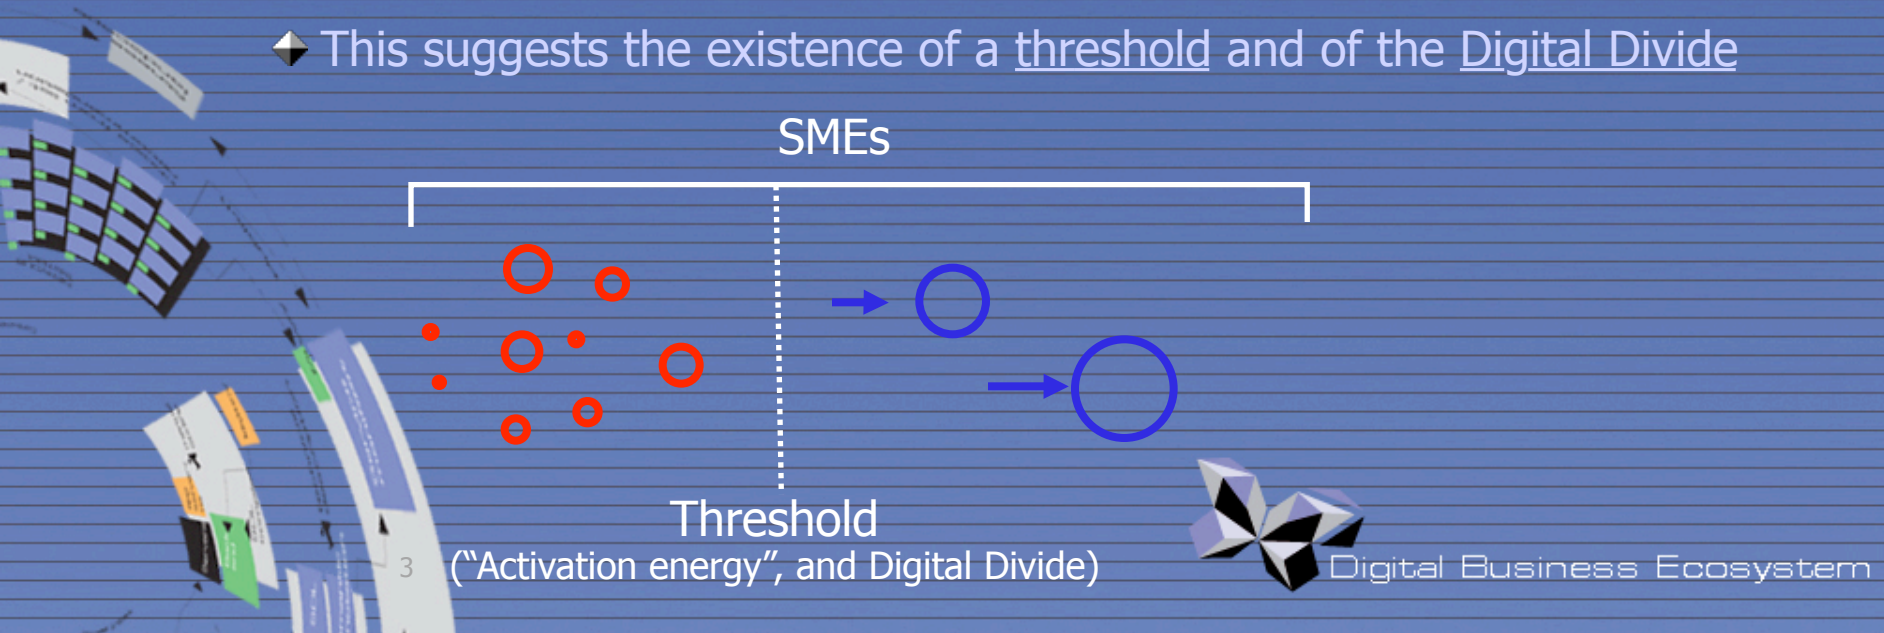 This suggests the existence of a threshold and of the Digital Divide
SMEs
Threshold
(“Activation energy”, and Digital Divide)
3
Digital Business Ecosystem